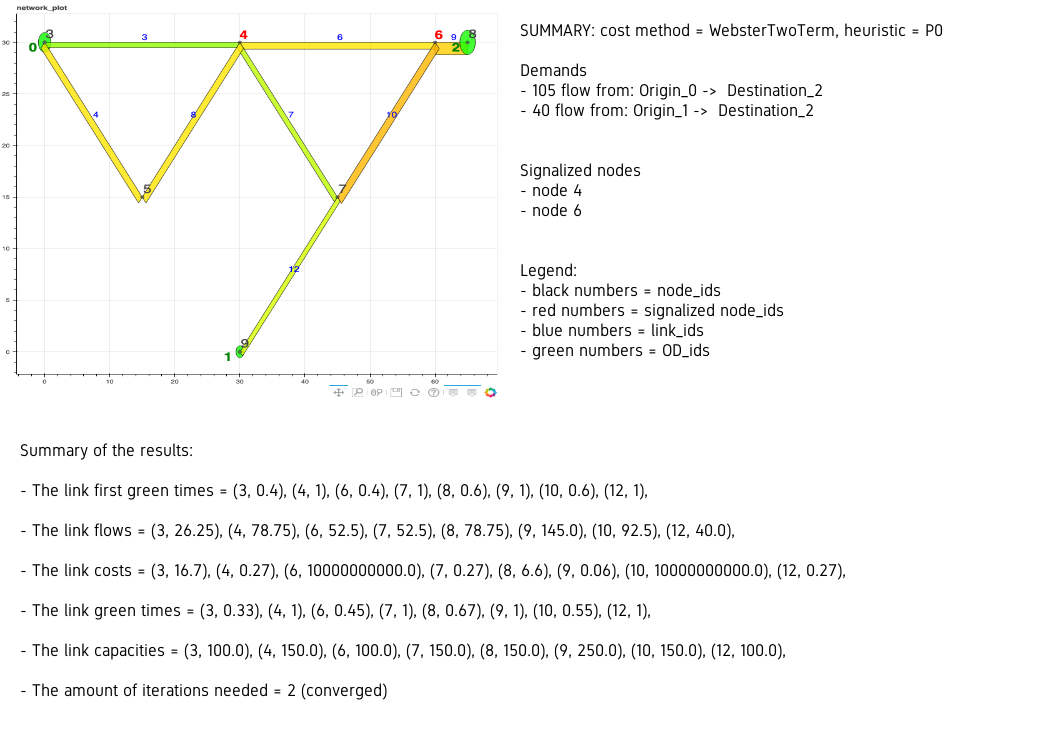 network_plot
3 3 4 6 6 9 8
0 2
30
4 8 7 10
25
20
5 7
15
12
10
5
9
0 1
0 10 20 30 40 50 60
SUMMARY: cost method = WebsterTwoTerm, heuristic = P0
Demands
- 105 flow from: Origin_0 -> Destination_2
- 40 flow from: Origin_1 -> Destination_2
Signalized nodes
- node 4
- node 6
Legend:
- black numbers = node_ids
- red numbers = signalized node_ids
- blue numbers = link_ids
- green numbers = OD_ids
Summary of the results:
- The link first green times = (3, 0.4), (4, 1), (6, 0.4), (7, 1), (8, 0.6), (9, 1), (10, 0.6), (12, 1),
- The link flows = (3, 26.25), (4, 78.75), (6, 52.5), (7, 52.5), (8, 78.75), (9, 145.0), (10, 92.5), (12, 40.0),
- The link costs = (3, 16.7), (4, 0.27), (6, 10000000000.0), (7, 0.27), (8, 6.6), (9, 0.06), (10, 10000000000.0), (12, 0.27),
- The link green times = (3, 0.33), (4, 1), (6, 0.45), (7, 1), (8, 0.67), (9, 1), (10, 0.55), (12, 1),
- The link capacities = (3, 100.0), (4, 150.0), (6, 100.0), (7, 150.0), (8, 150.0), (9, 250.0), (10, 150.0), (12, 100.0),
- The amount of iterations needed = 2 (converged)